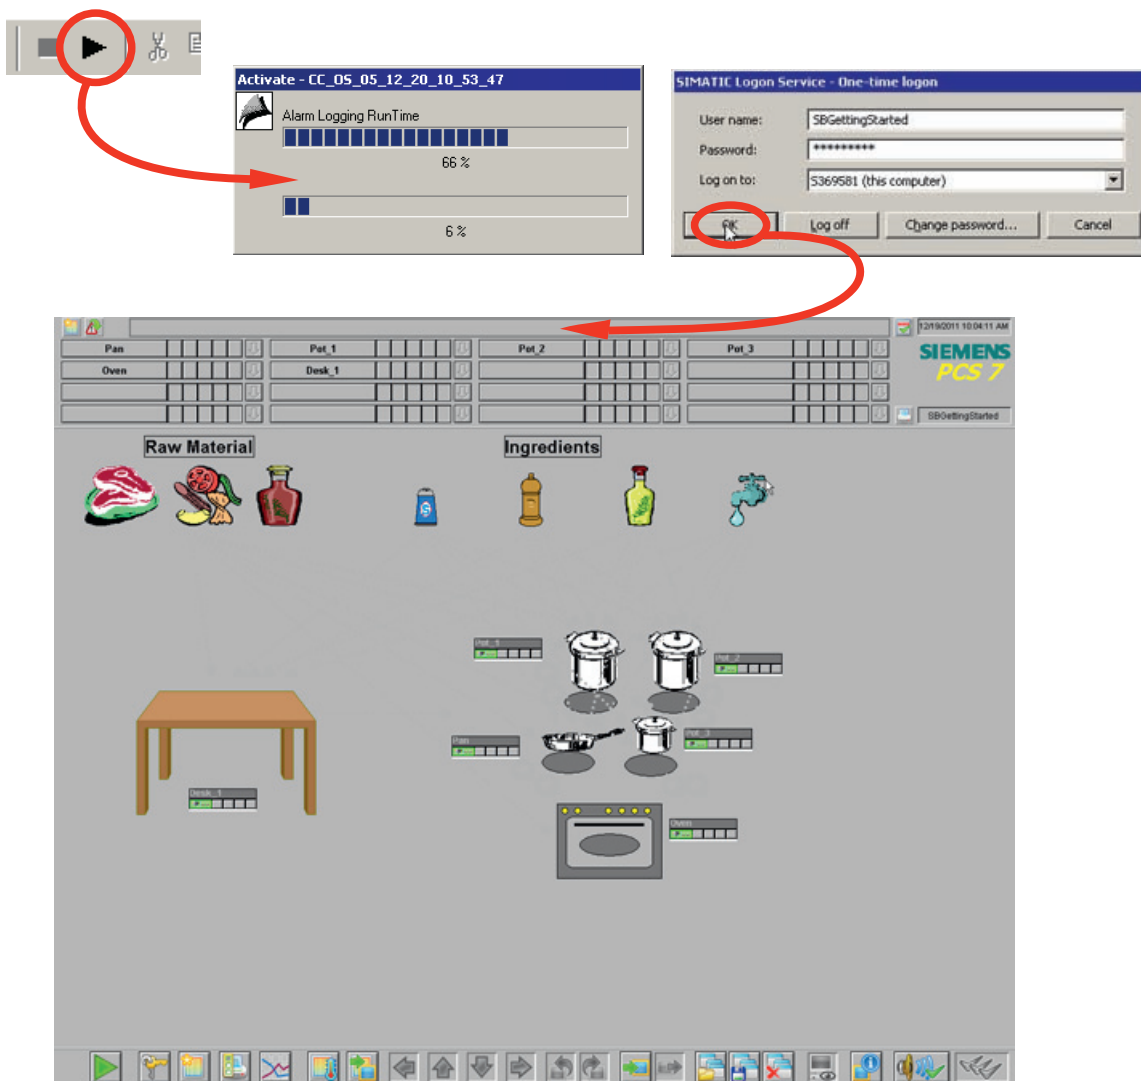 Activate - CC_OS_05_12_20_10_53_47
Alarm Logging RunTime
66 %
6 %
SIMATIC Logon Service - One-time logon
User name: SBGettingStarted
Password: *********
Log on to: S369581 (this computer)
OK Log off Change password... Cancel
12/19/2011 10:04:11 AM
Pan Pot_1 Pot_2 Pot_3
SIEMENS
Oven Desk_1
PCS 7
SBGettingStarted
Raw Material Ingredients
Pot_1
Pot_2
Pot_3
Pan
Desk_1
Oven